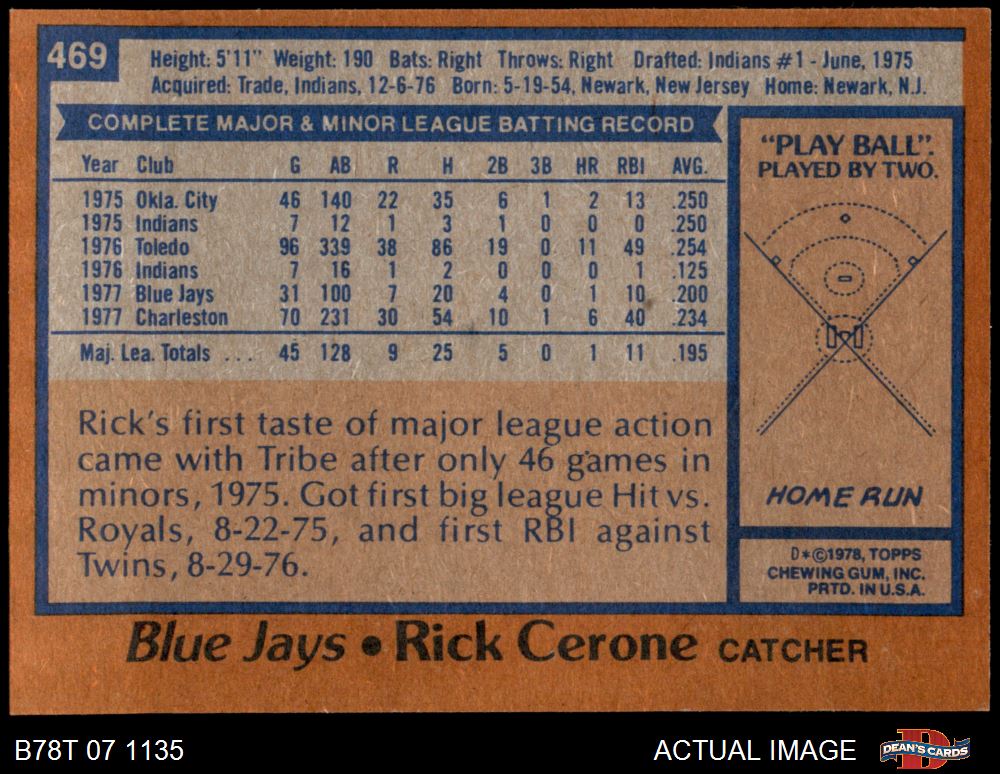 469
Height: 5'11" Weight: 190 Bats: Right Throws: Right Drafted: Indians #1 - June, 1975
Acquired: Trade, Indians, 12-6-76 Born: 5-19-54, Newark, New Jersey Home: Newark, N.J.
COMPLETE MAJOR & MINOR LEAGUE BATTING RECORD
Year Club G AB R H 2B 3B HR RBI AVG.
1975 Okla. City 46 140 22 35 6 1 2 13 .250
1975 Indians 7 12 1 3 1 0 0 0 .250
1976 Toledo 96 339 38 86 19 0 11 49 .254
1976 Indians 7 16 1 2 0 0 0 1 .125
1977 Blue Jays 31 100 7 20 4 0 1 10 .200
1977 Charleston 70 231 30 54 10 1 6 40 .234
Maj. Lea. Totals ... 45 128 9 25 5 0 1 11 .195
Rick's first taste of major league action
came with Tribe after only 46 games in
minors, 1975. Got first big league Hit vs.
Royals, 8-22-75, and first RBI against
Twins, 8-29-76.
"PLAY BALL".
PLAYED BY TWO.
HOME RUN
D*©1978, TOPPS
CHEWING GUM, INC.
PRTD. IN U.S.A.
Blue Jays • Rick Cerone CATCHER
B78T 07 1135
ACTUAL IMAGE
D
DEAN'S CARDS